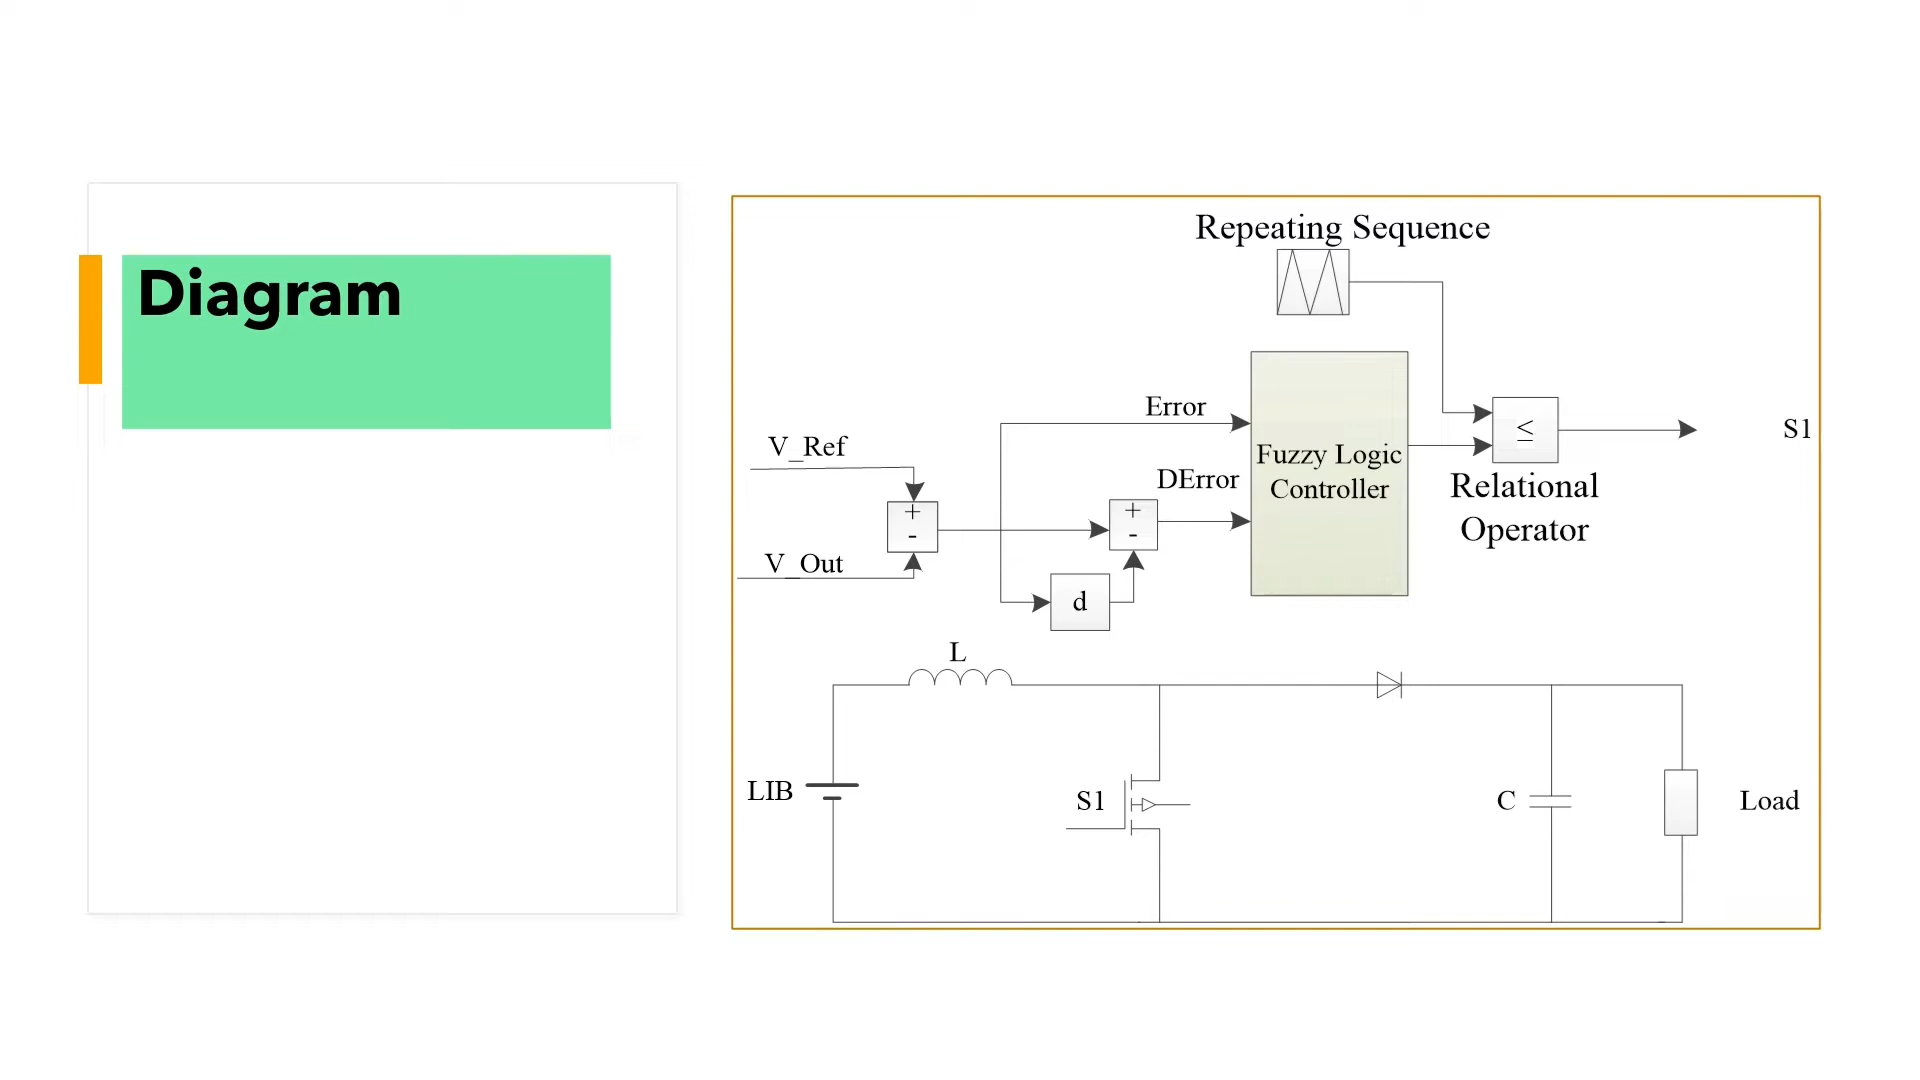 Diagram
Repeating Sequence
Error
V_Ref
DError
Fuzzy Logic
Controller
≤
S1
Relational
Operator
+
-
+
-
V_Out
d
L
LIB
S1
C
Load